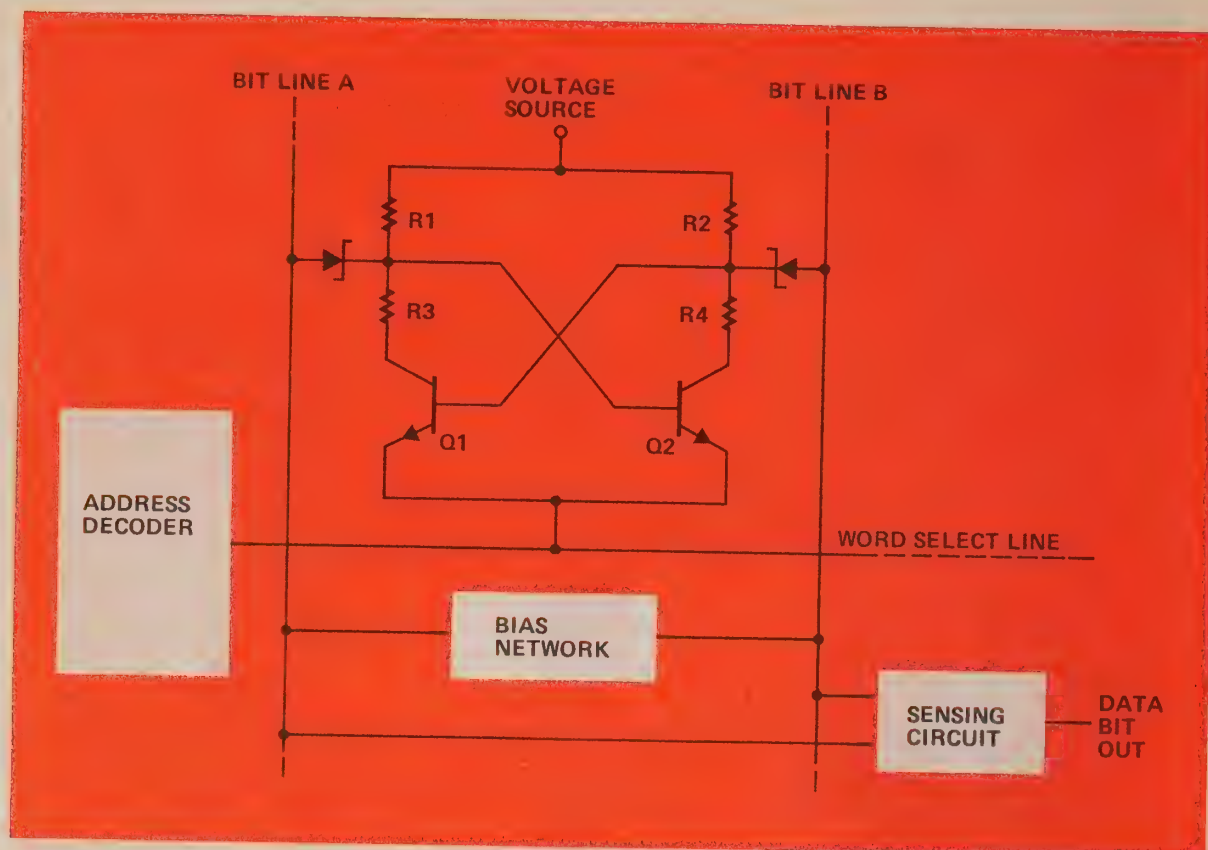 BIT LINE A
VOLTAGE
SOURCE
BIT LINE B
R1
R2
R3
R4
Q1
Q2
ADDRESS
DECODER
WORD SELECT LINE
BIAS
NETWORK
SENSING
CIRCUIT
DATA
BIT
OUT